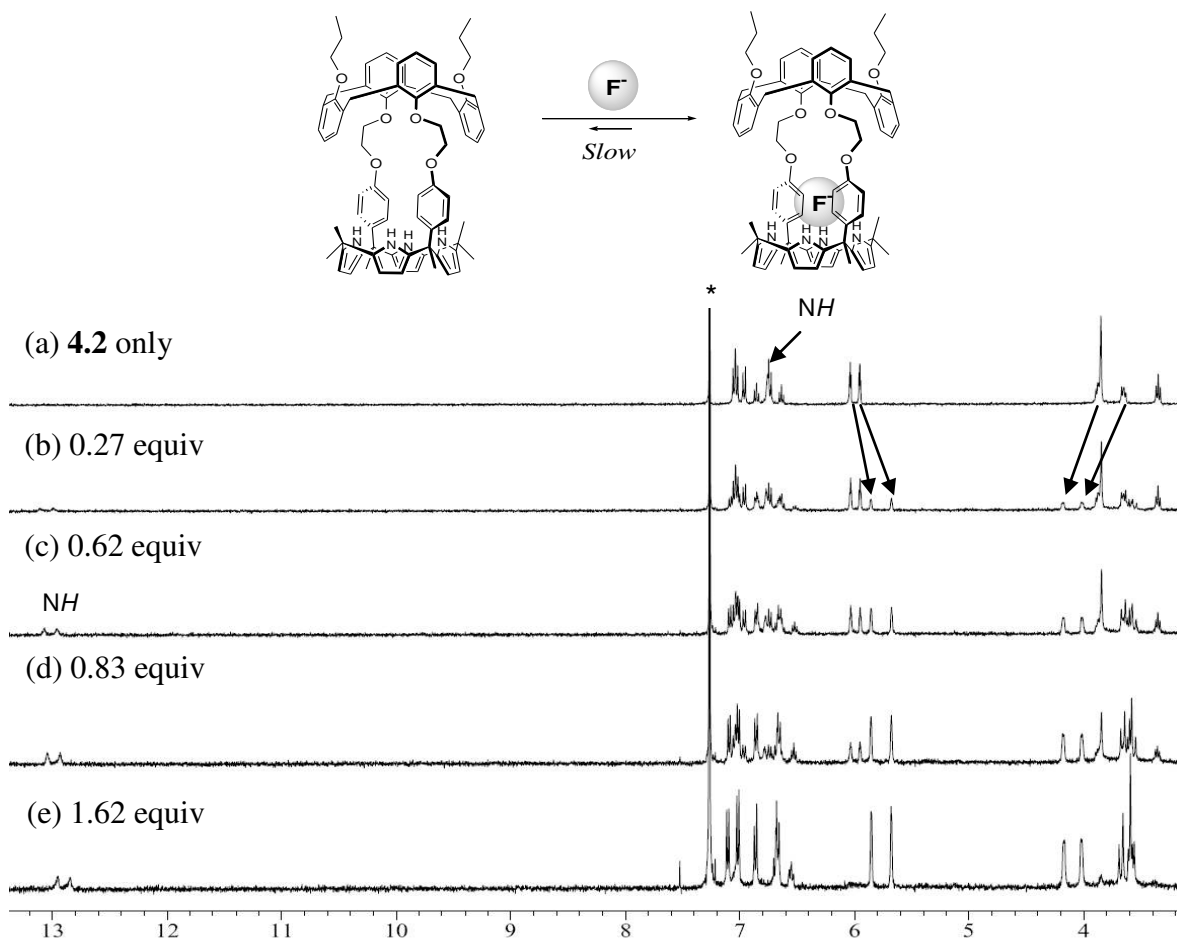 O
O
F⁻
O
O
Slow
O
O
H
N
H
N
H
N
H
N
O
O
O
O
O
O
F⁻
H
N
H
N
H
N
H
N
*
NH
(a) 4.2 only
(b) 0.27 equiv
(c) 0.62 equiv
NH
(d) 0.83 equiv
(e) 1.62 equiv
13 12 11 10 9 8 7 6 5 4